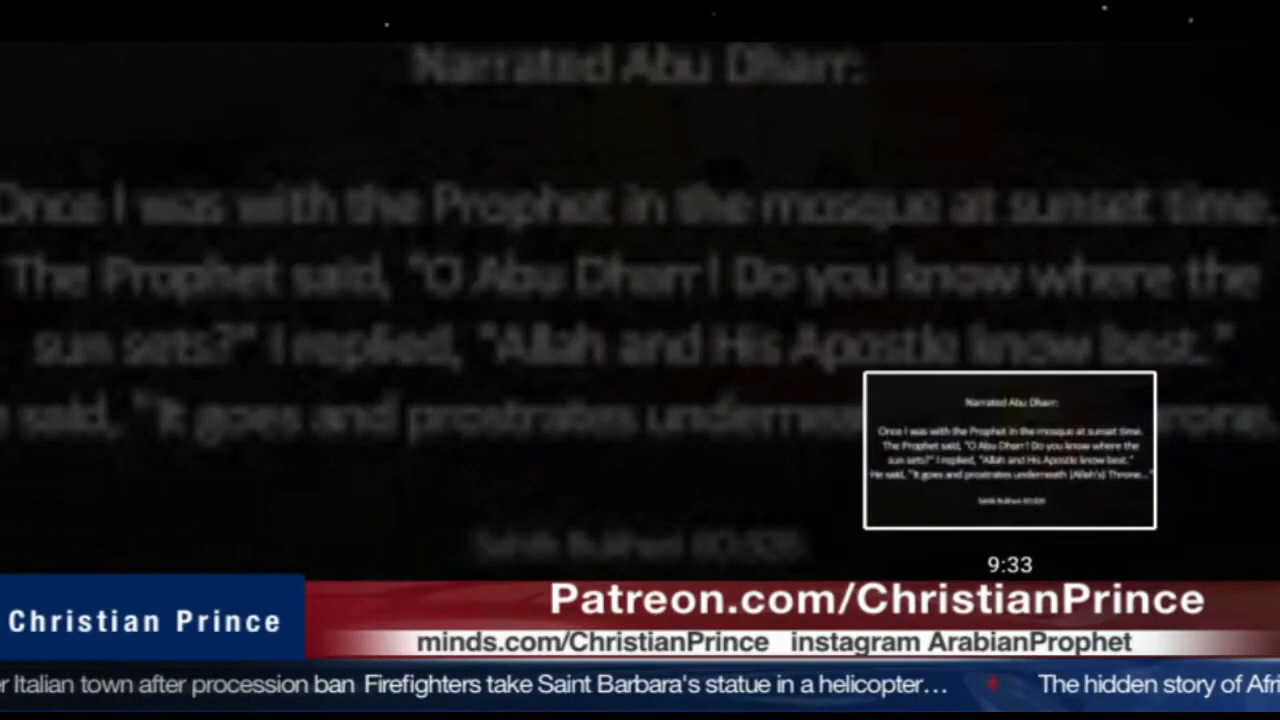 Narrated Abu Dharr:
Once I was with the Prophet in the mosque at sunset time.
The Prophet said, "O Abu Dharr! Do you know where the
sun sets?" I replied, "Allah and His Apostle know best."
said, "It goes and prostrates undernea
Narrated Abu Dharr:
Once I was with the Prophet in the mosque at sunset time.
The Prophet said, "O Abu Dharr! Do you know where the
sun sets?" I replied, "Allah and His Apostle know best."
He said, "It goes and prostrates underneath (Allah's) Throne..."
Sahih Bukhari
9:33
Patreon.com/ChristianPrince
Christian Prince
minds.com/ChristianPrince instagram ArabianProphet
r Italian town after procession ban Firefighters take Saint Barbara's statue in a helicopter… The hidden story of Afri